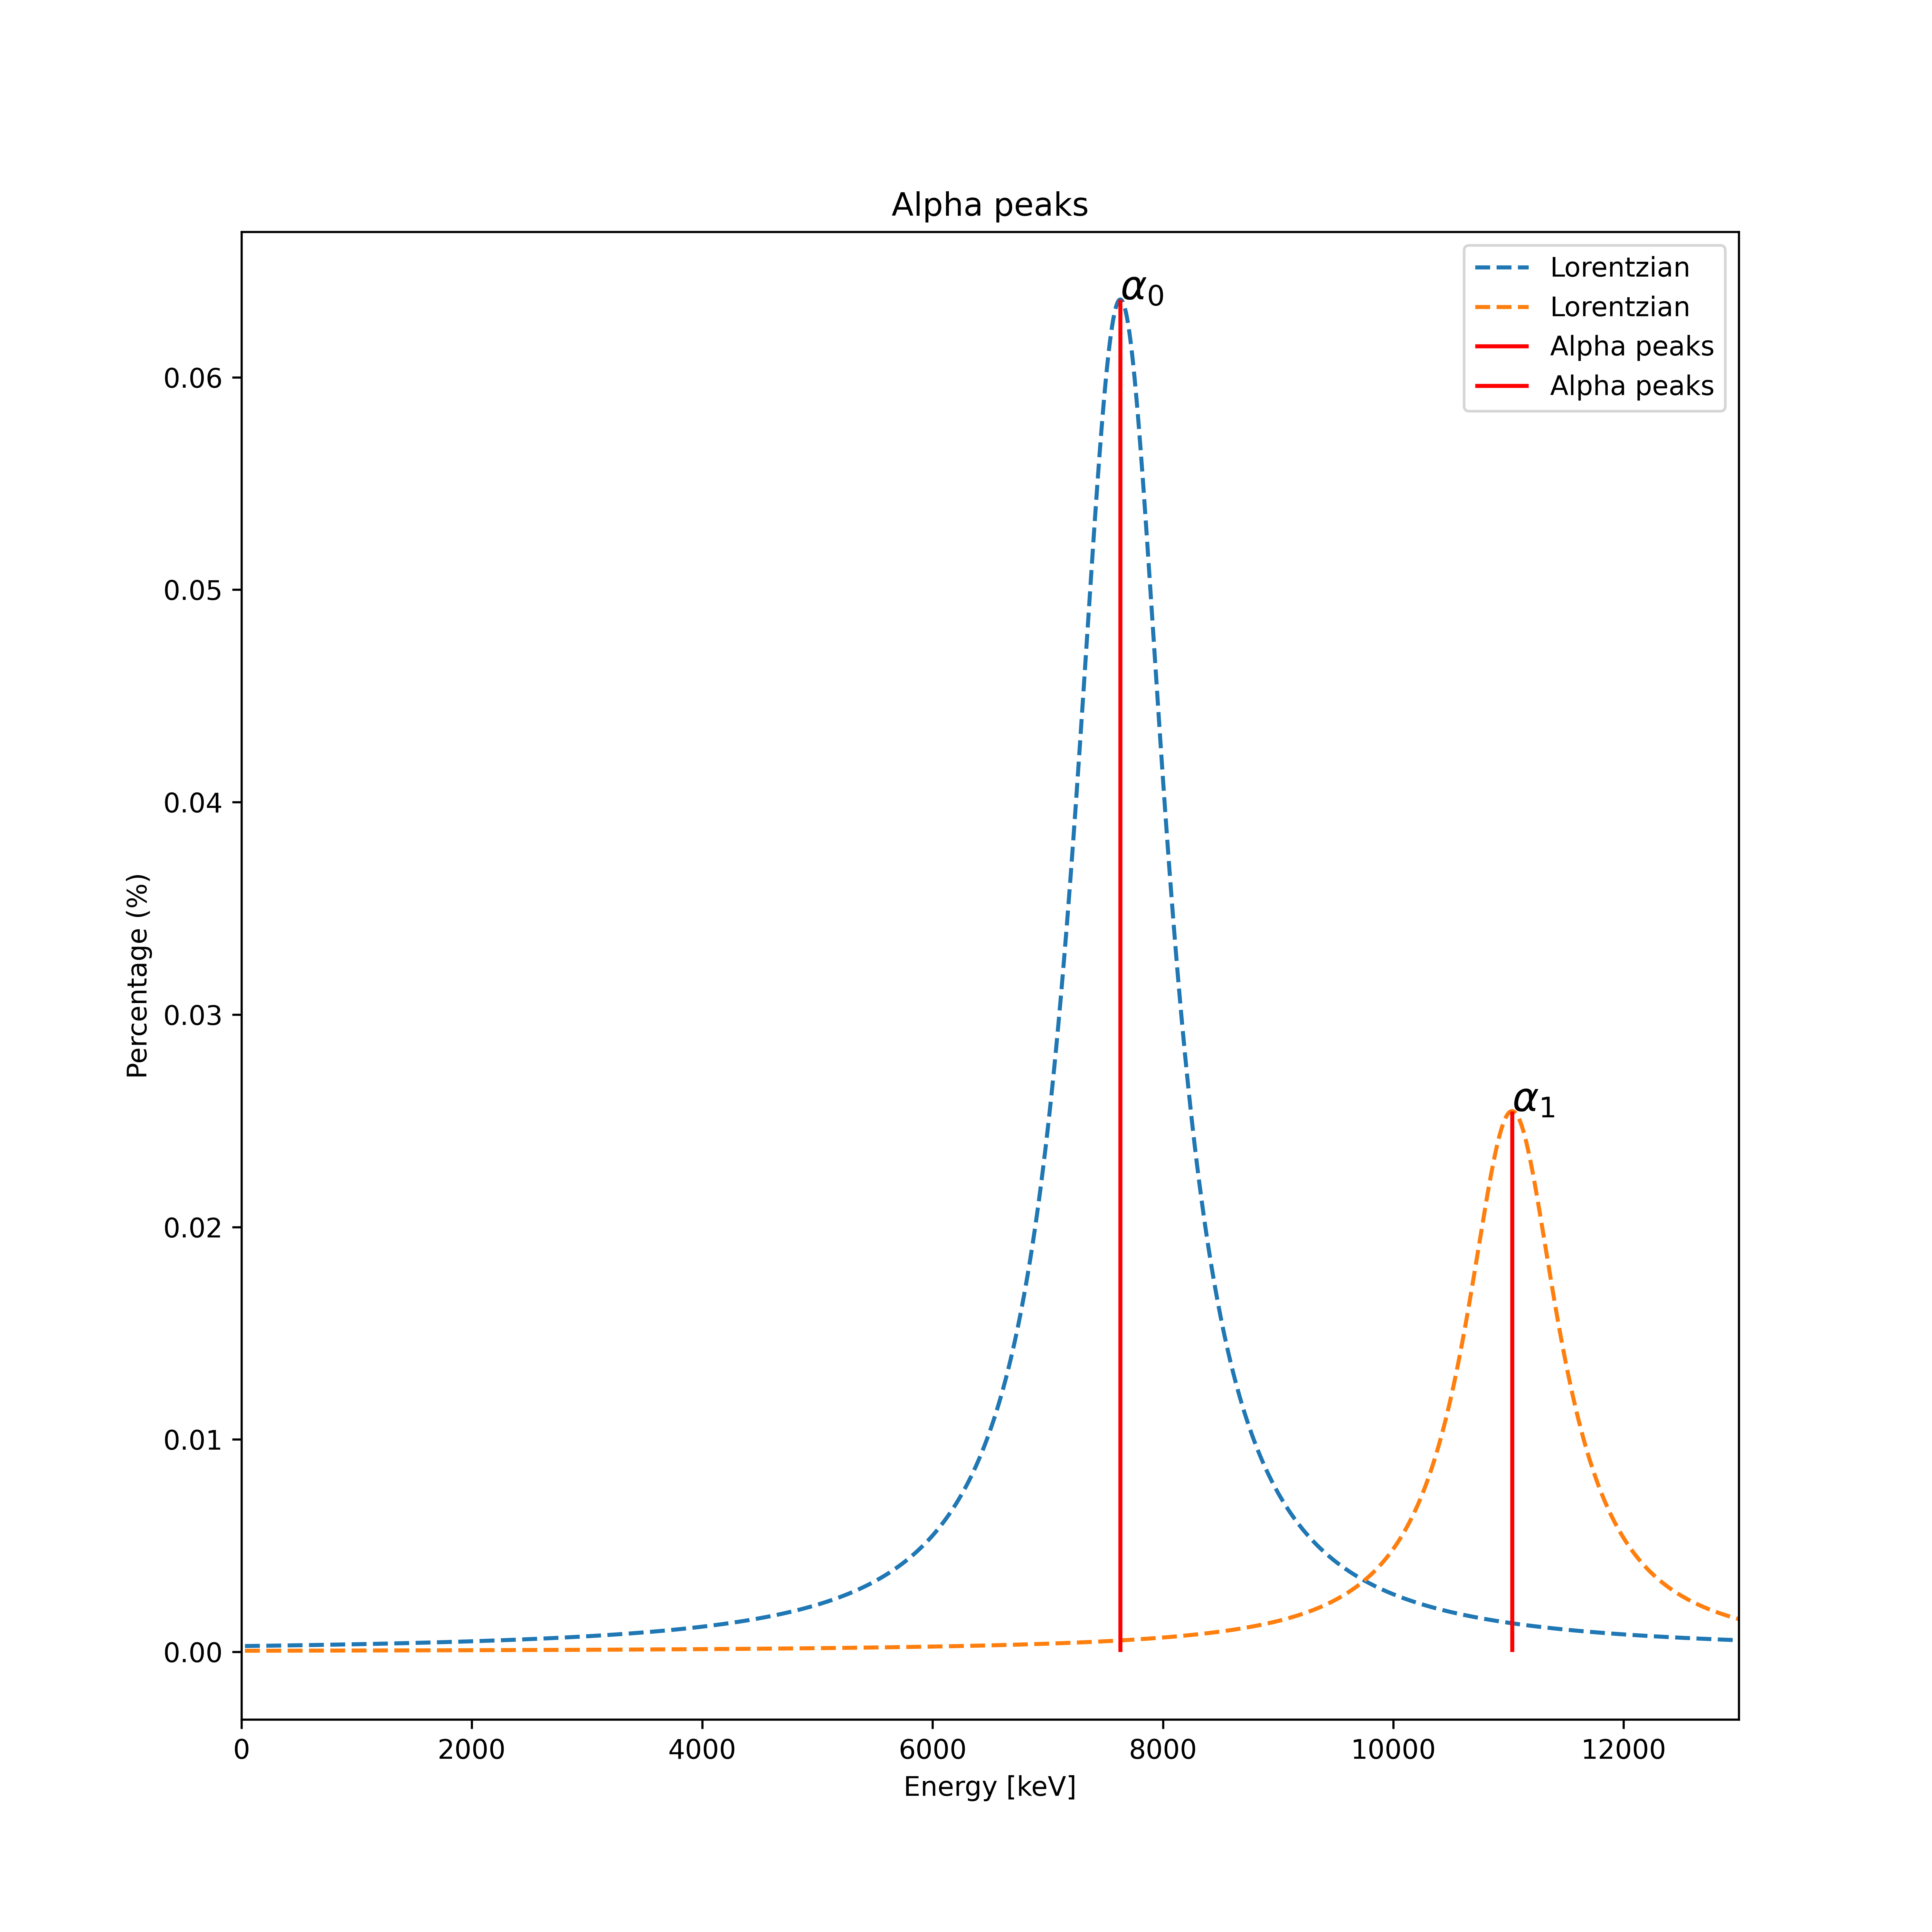 Alpha peaks
α₀
Lorentzian
Lorentzian
Alpha peaks
Alpha peaks
0.06
0.05
0.04
0.03
0.02
0.01
0.00
Percentage (%)
α₁
0 2000 4000 6000 8000 10000 12000
Energy [keV]